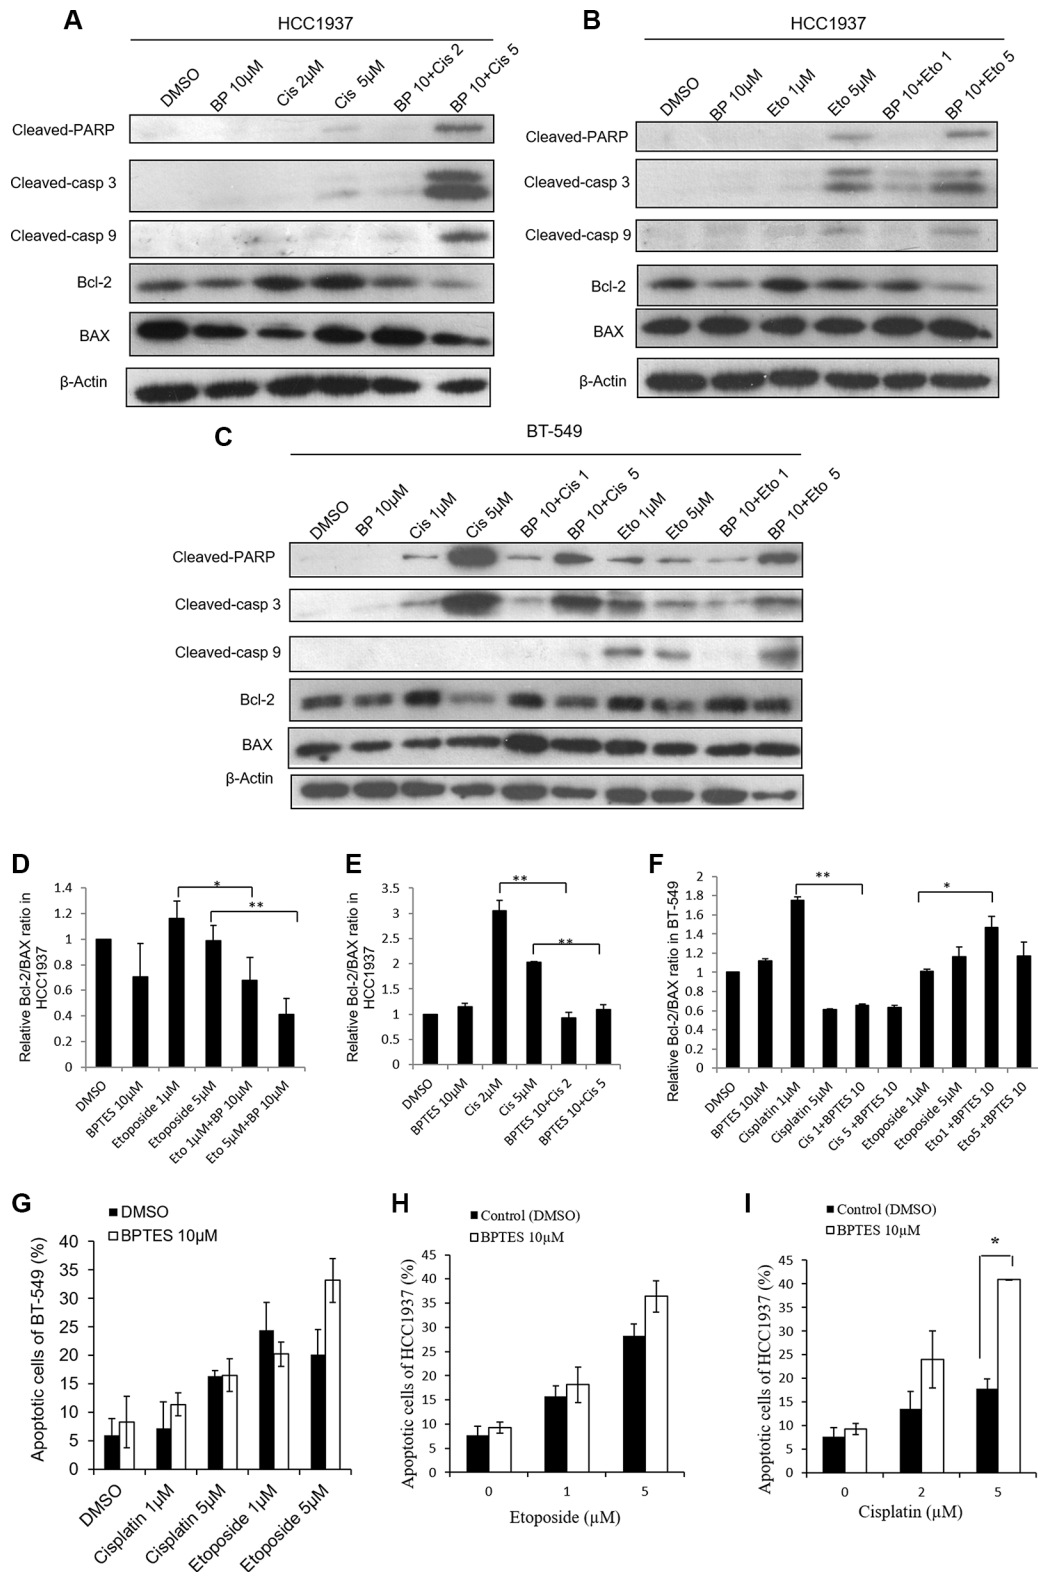 A
HCC1937
DMSO
BP 10µM
Cis 2µM
Cis 5µM
BP 10+Cis 2
BP 10+Cis 5
Cleaved-PARP
Cleaved-casp 3
Cleaved-casp 9
Bcl-2
BAX
β-Actin
B
HCC1937
DMSO
BP 10µM
Eto 1µM
Eto 5µM
BP 10+Eto 1
BP 10+Eto 5
Cleaved-PARP
Cleaved-casp 3
Cleaved-casp 9
Bcl-2
BAX
β-Actin
C
BT-549
DMSO
BP 10µM
Cis 1µM
Cis 5µM
BP 10+Cis 1
BP 10+Cis 5
Eto 1µM
Eto 5µM
BP 10+Eto 1
BP 10+Eto 5
Cleaved-PARP
Cleaved-casp 3
Cleaved-casp 9
Bcl-2
BAX
β-Actin
D
Relative Bcl-2/BAX ratio in
HCC1937
1.4
1.2
1
0.8
0.6
0.4
0.2
0
*
**
DMSO
BPTES 10µM
Etoposide 1µM
Etoposide 5µM
Eto 1µM+BP 10µM
Eto 5µM+BP 10µM
E
Relative Bcl-2/BAX ratio in
HCC1937
3.5
3
2.5
2
1.5
1
0.5
0
**
**
DMSO
BPTES 10µM
Cis 2µM
Cis 5µM
BPTES 10+Cis 2
BPTES 10+Cis 5
F
Relative Bcl-2/BAX ratio in BT-549
2
1.8
1.6
1.4
1.2
1
0.8
0.6
0.4
0.2
0
**
*
DMSO
BPTES 10µM
Cisplatin 1µM
Cisplatin 5µM
Cis 1+BPTES 10
Cis 5 +BPTES 10
Etoposide 1µM
Etoposide 5µM
Eto1 +BPTES 10
Eto5 +BPTES 10
G
DMSO
BPTES 10µM
Apoptotic cells of BT-549 (%)
40
35
30
25
20
15
10
5
0
DMSO
Cisplatin 1µM
Cisplatin 5µM
Etoposide 1µM
Etoposide 5µM
H
Control (DMSO)
BPTES 10µM
Apoptotic cells of HCC1937 (%)
45
40
35
30
25
20
15
10
5
0
0 1 5
Etoposide (µM)
I
Control (DMSO)
BPTES 10µM
Apoptotic cells of HCC1937 (%)
45
40
35
30
25
20
15
10
5
0
*
0 2 5
Cisplatin (µM)